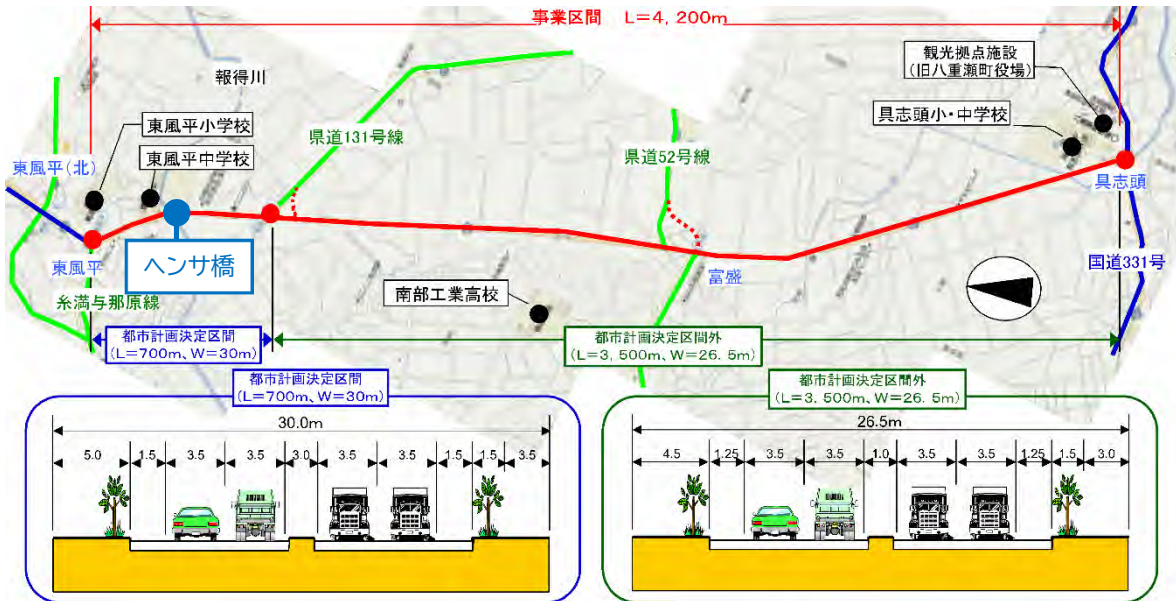 事業区間 L=4,200m
報得川
観光拠点施設
(旧八重瀬町役場)
東風平小学校
県道131号線
県道52号線
具志頭小・中学校
東風平(北)
東風平中学校
具志頭
ヘンサ橋
東風平
富盛
国道331号
糸満与那原線
南部工業高校
都市計画決定区間
(L=700m、W=30m)
都市計画決定区間外
(L=3,500m、W=26.5m)
都市計画決定区間
(L=700m、W=30m)
都市計画決定区間外
(L=3,500m、W=26.5m)
30.0m
5.0 1.5 3.5 3.5 3.0 3.5 3.5 1.5 1.5 3.5
26.5m
4.5 1.25 3.5 3.5 1.0 3.5 3.5 1.25 1.5 3.0